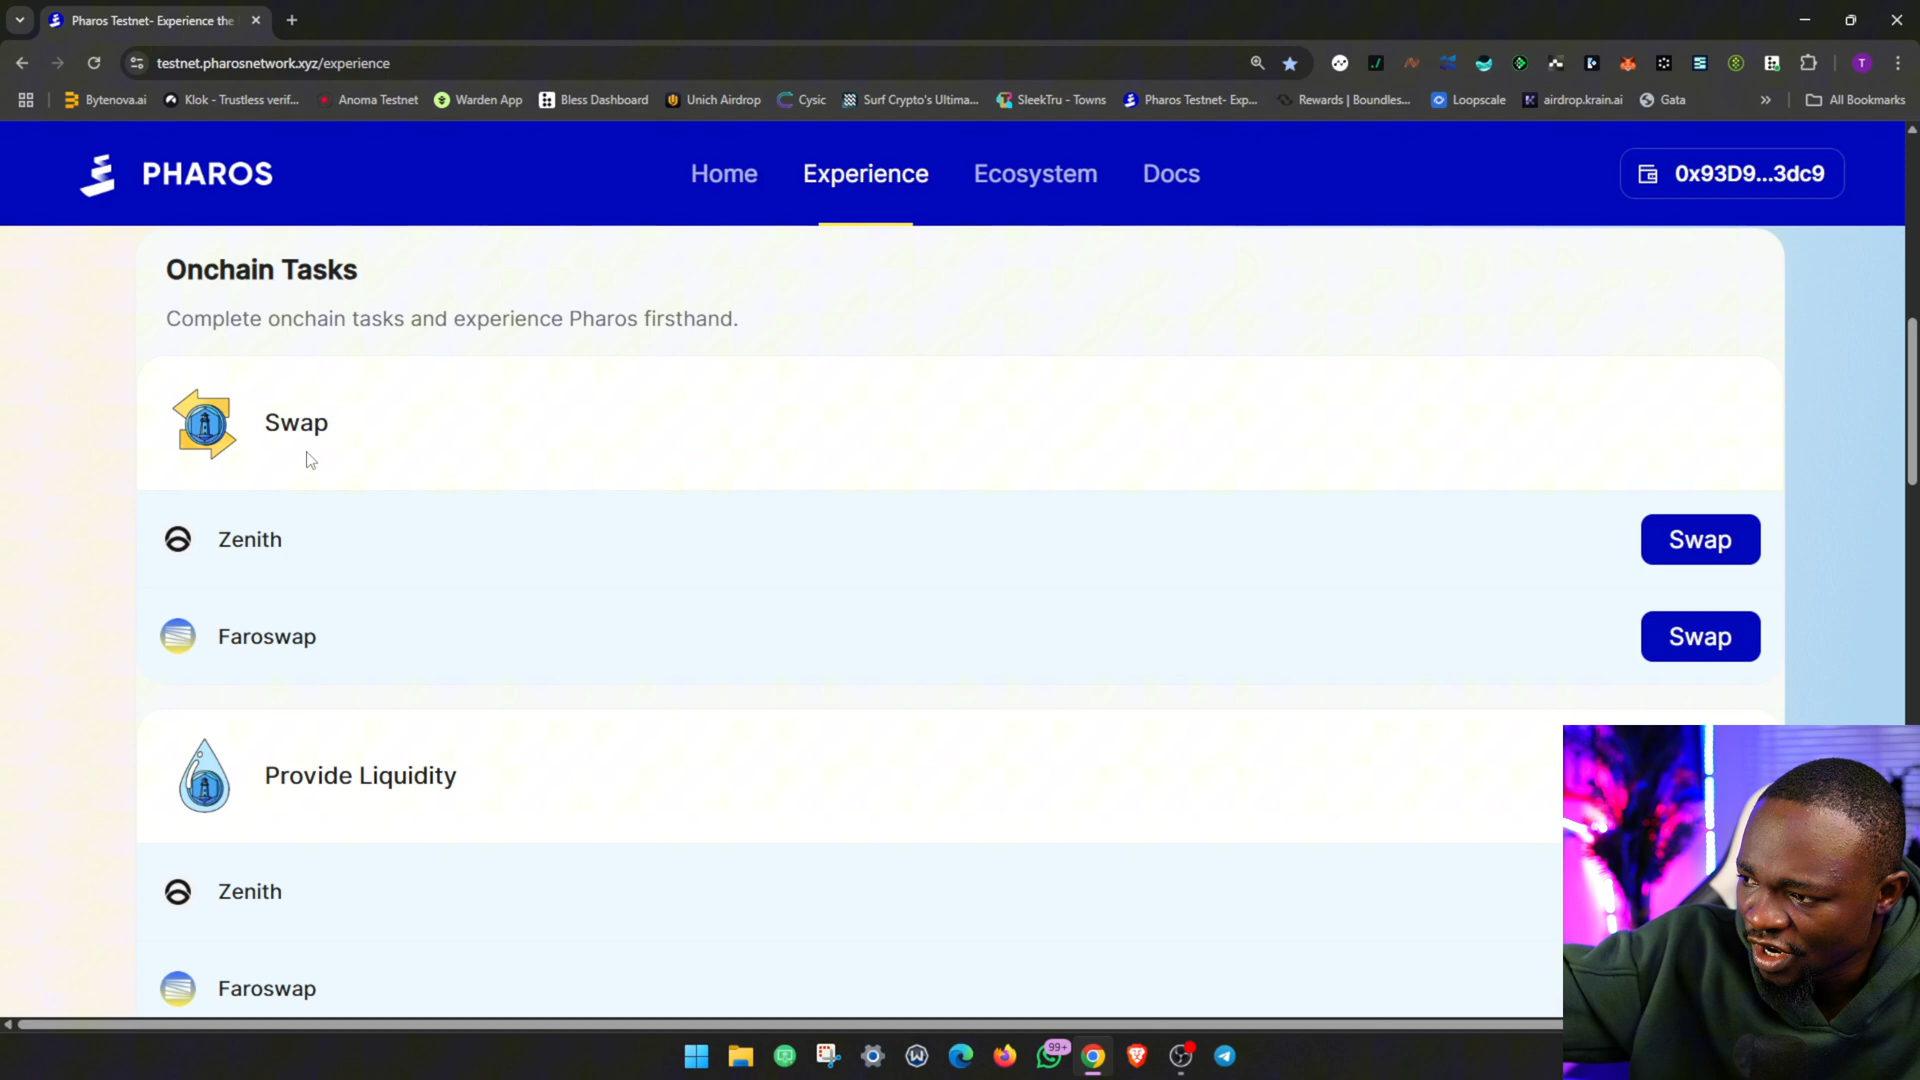 Pharos Testnet- Experience the
testnet.pharosnetwork.xyz/experience
Bytenova.ai
Klok - Trustless verif...
Anoma Testnet
Warden App
Bless Dashboard
Unich Airdrop
Cysic
Surf Crypto's Ultima...
SleekTru - Towns
Pharos Testnet- Exp...
Rewards | Boundles...
Loopscale
airdrop.krain.ai
Gata
All Bookmarks
T
PHAROS
Home
Experience
Ecosystem
Docs
0x93D9...3dc9
Onchain Tasks
Complete onchain tasks and experience Pharos firsthand.
Swap
Zenith
Swap
Faroswap
Swap
Provide Liquidity
Zenith
Faroswap
99+